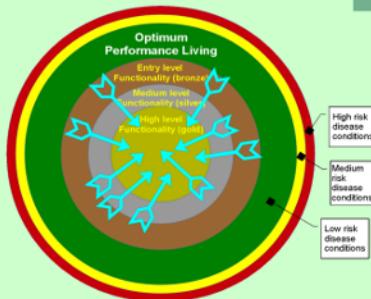 Optimum
Performance Living
Entry level
Functionality (bronze)
Medium level
Functionality (silver)
High level
Functionality (gold)
High risk
disease
conditions
Medium
risk
disease
conditions
Low risk
disease
conditions